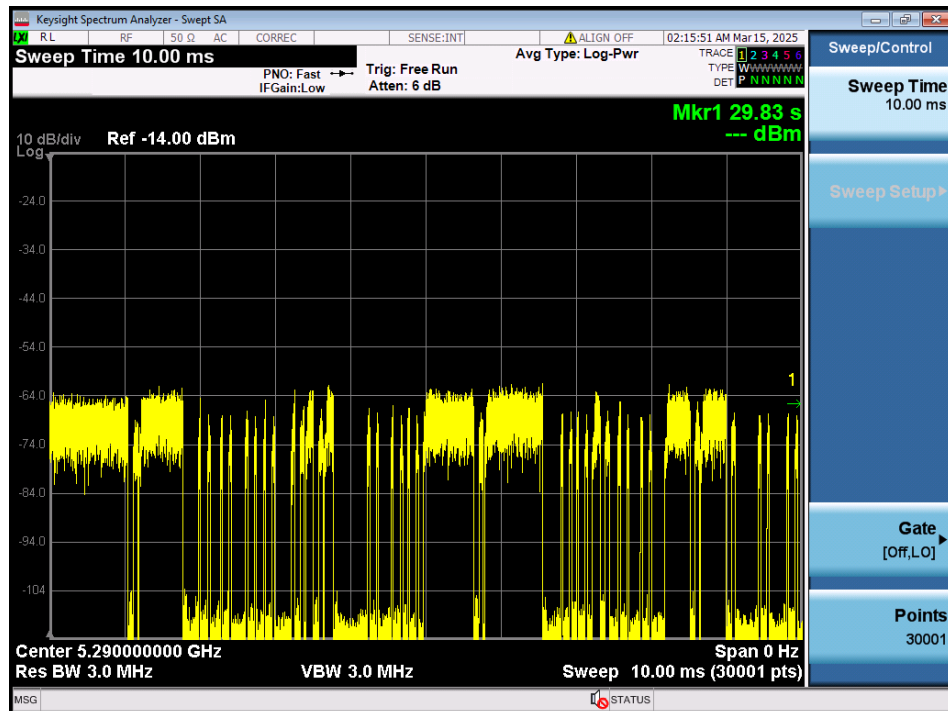 Keysight Spectrum Analyzer - Swept SA
LXI RL RF 50 Ω AC CORREC SENSE:INT ALIGN OFF 02:15:51 AM Mar 15, 2025
Sweep Time 10.00 ms
PNO: Fast
IFGain:Low
Trig: Free Run
Atten: 6 dB
Avg Type: Log-Pwr
TRACE 1 2 3 4 5 6
TYPE W W W W W W
DET P N N N N N
Mkr1 29.83 s
--- dBm
10 dB/div Ref -14.00 dBm
Log
-24.0
-34.0
-44.0
-54.0
-64.0
-74.0
-84.0
-94.0
-104
1
Center 5.290000000 GHz Span 0 Hz
Res BW 3.0 MHz VBW 3.0 MHz Sweep 10.00 ms (30001 pts)
MSG STATUS
Sweep/Control
Sweep Time
10.00 ms
Sweep Setup
Gate
[Off,LO]
Points
30001